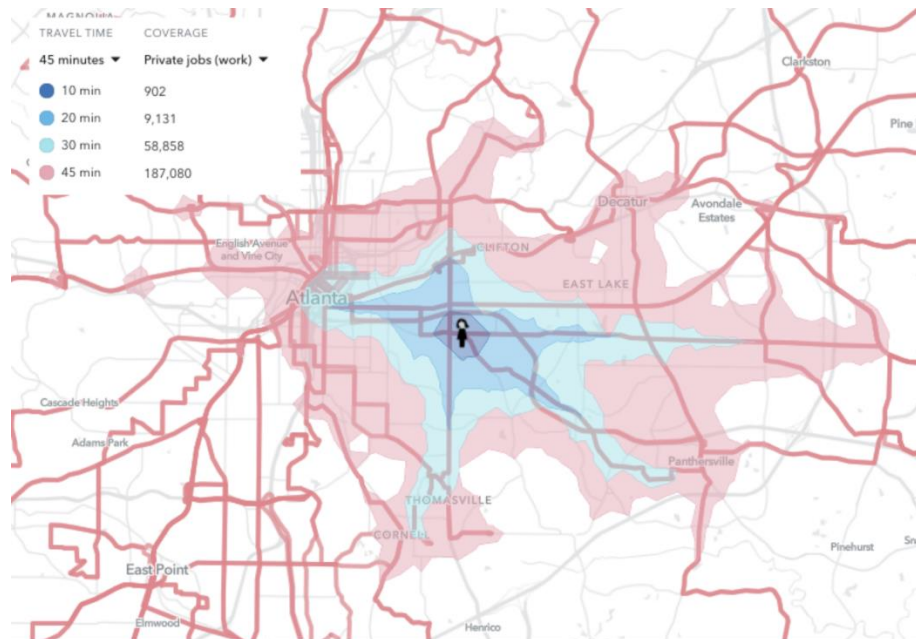 TRAVEL TIME COVERAGE
45 minutes Private jobs (work)
10 min 902
20 min 9,131
30 min 58,858
45 min 187,080
Clarkston
Pine
Decatur
Avondale
Estates
English Avenue
and Vine City
CLIFTON
EAST LAKE
Atlanta
Cascade Heights
Adams Park
Panthersville
THOMASVILLE
CORNELL
East Point
Pinehurst
Elmwood
Henrico